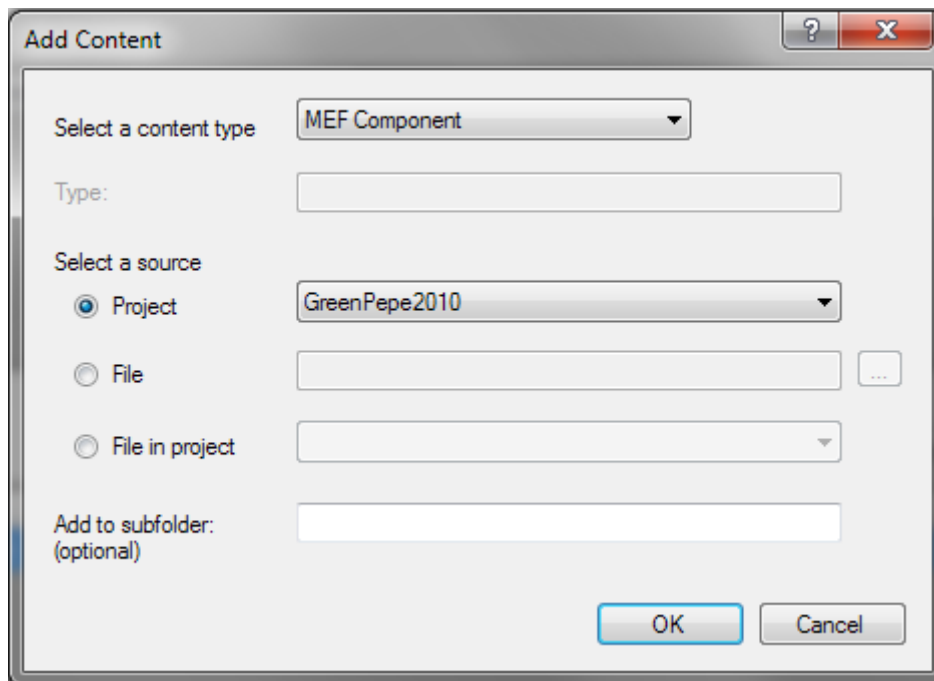 Add Content
?
X
Select a content type
MEF Component
Type:
Select a source
Project
GreenPepe2010
File
...
File in project
Add to subfolder:
(optional)
OK
Cancel